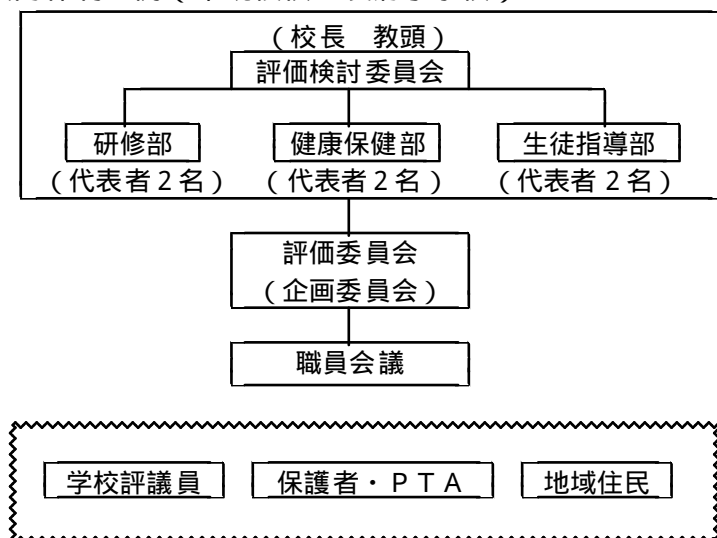 (校長 教頭)
評価検討委員会
研修部 健康保健部 生徒指導部
(代表者2名) (代表者2名) (代表者2名)
評価委員会
(企画委員会)
職員会議
学校評議員 保護者・PTA 地域住民